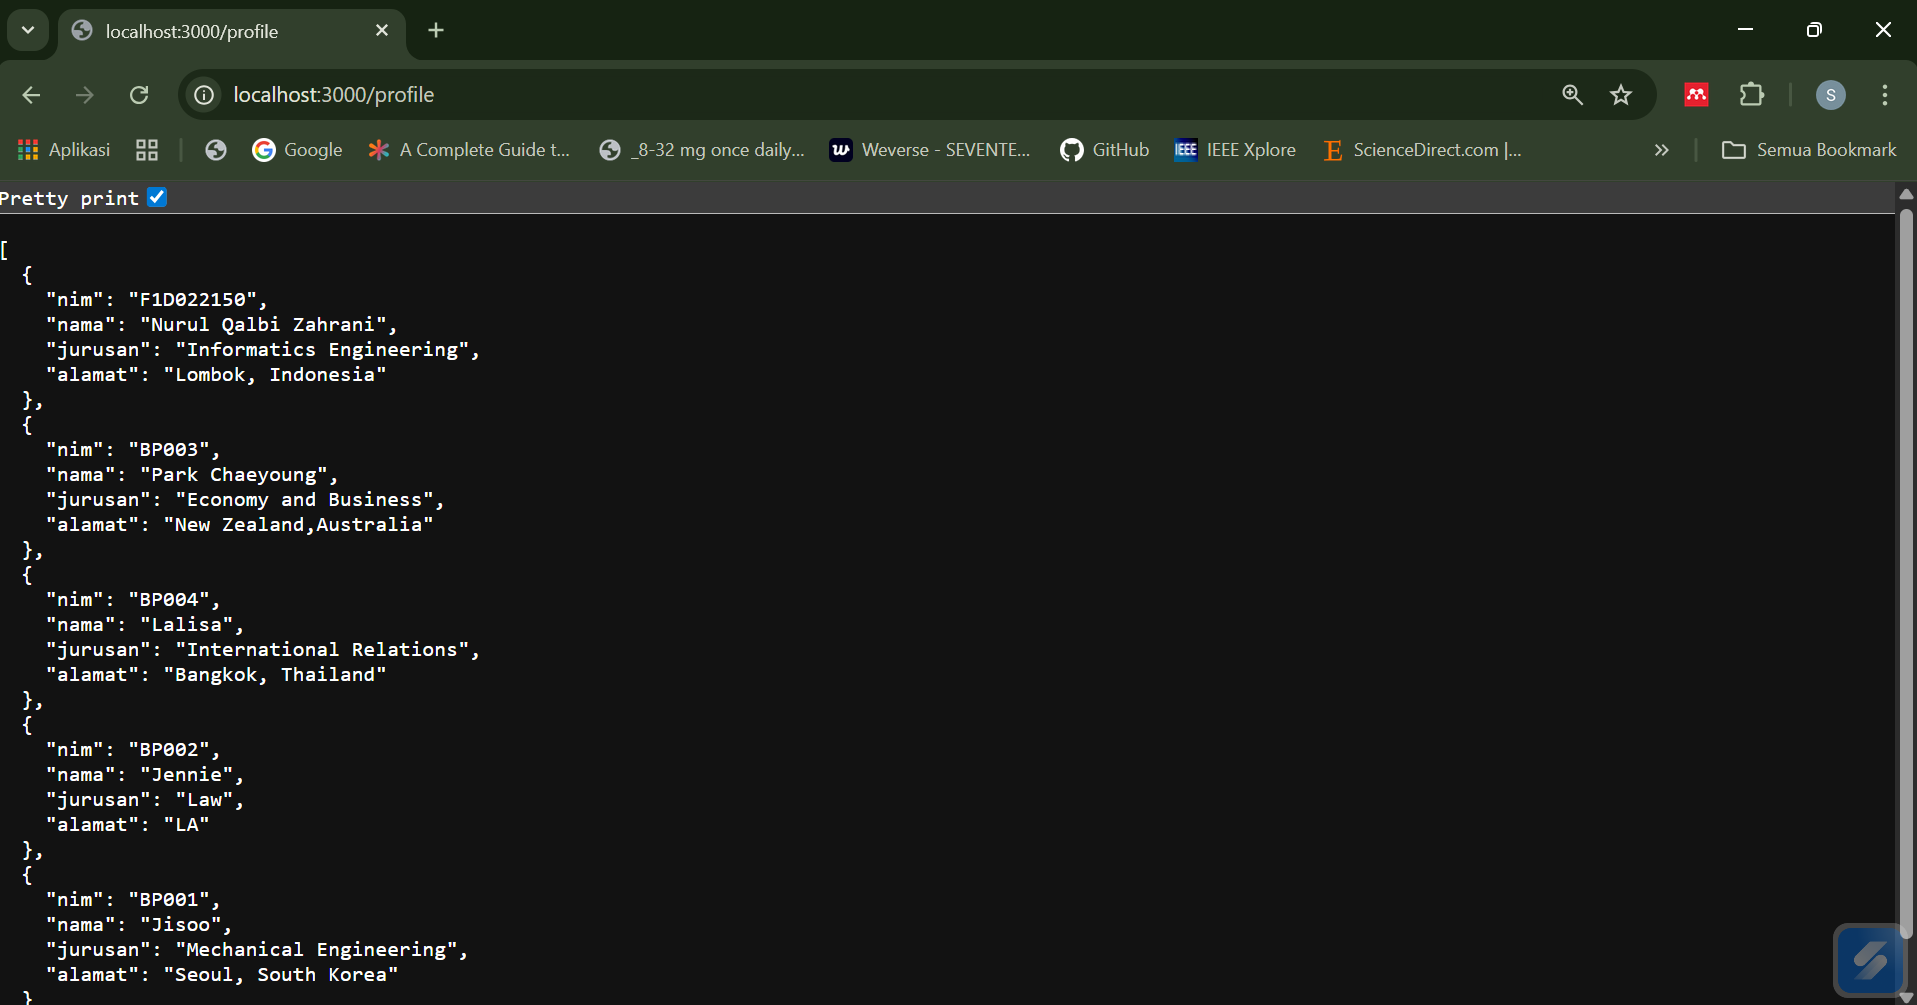 localhost:3000/profile
localhost:3000/profile
S
Aplikasi
Google
A Complete Guide t...
_8-32 mg once daily...
w Weverse - SEVENTE...
GitHub
IEEE IEEE Xplore
E ScienceDirect.com |...
»
Semua Bookmark
Pretty print
[
{
"nim": "F1D022150",
"nama": "Nurul Qalbi Zahrani",
"jurusan": "Informatics Engineering",
"alamat": "Lombok, Indonesia"
},
{
"nim": "BP003",
"nama": "Park Chaeyoung",
"jurusan": "Economy and Business",
"alamat": "New Zealand,Australia"
},
{
"nim": "BP004",
"nama": "Lalisa",
"jurusan": "International Relations",
"alamat": "Bangkok, Thailand"
},
{
"nim": "BP002",
"nama": "Jennie",
"jurusan": "Law",
"alamat": "LA"
},
{
"nim": "BP001",
"nama": "Jisoo",
"jurusan": "Mechanical Engineering",
"alamat": "Seoul, South Korea"
}